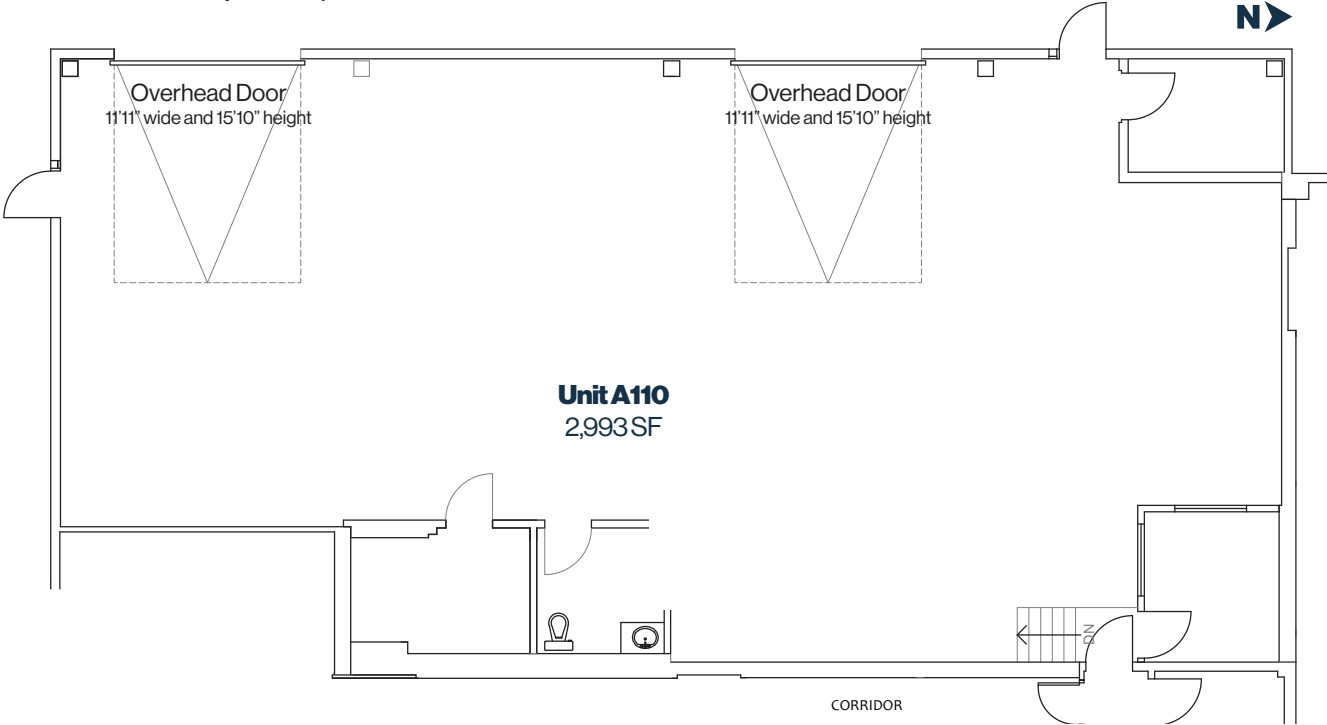 N
Overhead Door
11'11" wide and 15'10" height
Overhead Door
11'11" wide and 15'10" height
Unit A110
2,993 SF
DN
CORRIDOR